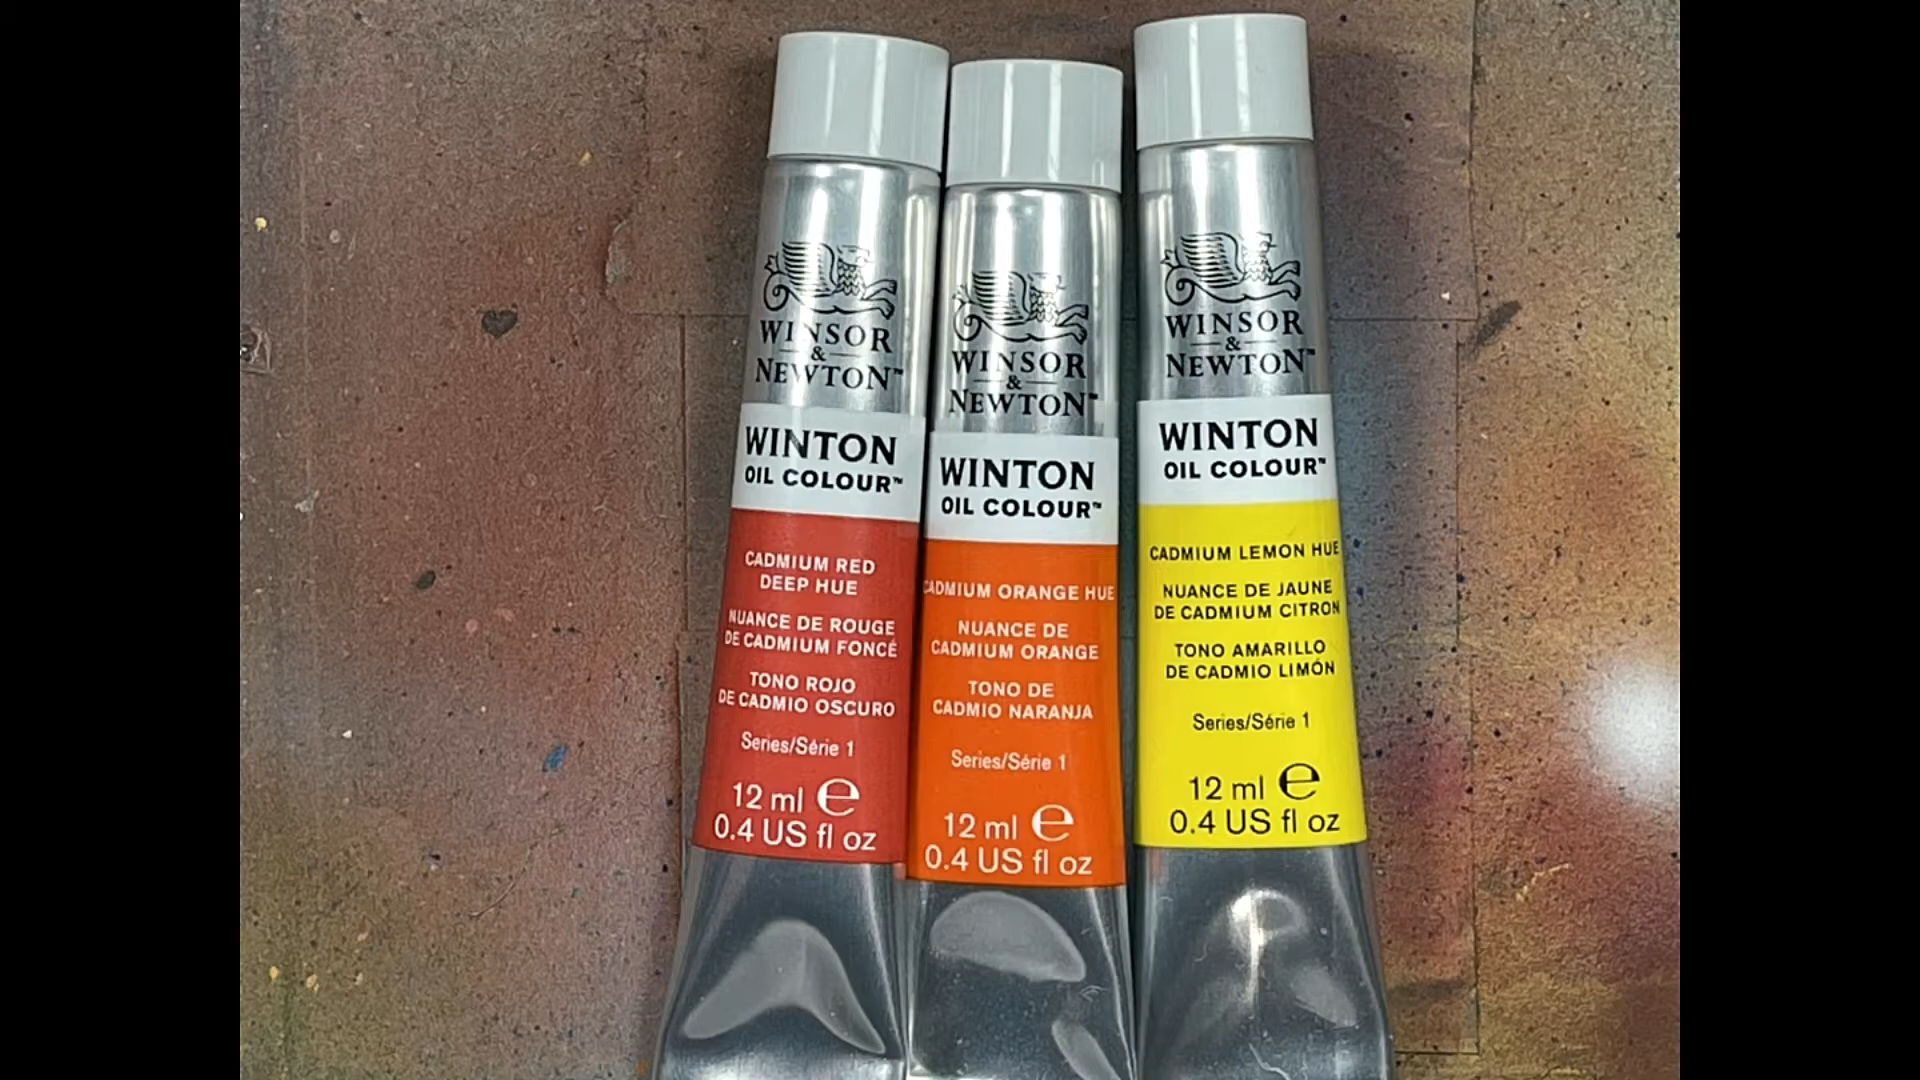 WINSOR
&
NEWTON™
WINTON
OIL COLOUR™
CADMIUM RED
DEEP HUE
NUANCE DE ROUGE
DE CADMIUM FONCÉ
TONO ROJO
DE CADMIO OSCURO
Series/Série 1
12 ml ℮
0.4 US fl oz
WINSOR
&
NEWTON™
WINTON
OIL COLOUR™
CADMIUM ORANGE HUE
NUANCE DE
CADMIUM ORANGE
TONO DE
CADMIO NARANJA
Series/Série 1
12 ml ℮
0.4 US fl oz
WINSOR
&
NEWTON™
WINTON
OIL COLOUR™
CADMIUM LEMON HUE
NUANCE DE JAUNE
DE CADMIUM CITRON
TONO AMARILLO
DE CADMIO LIMÓN
Series/Série 1
12 ml ℮
0.4 US fl oz